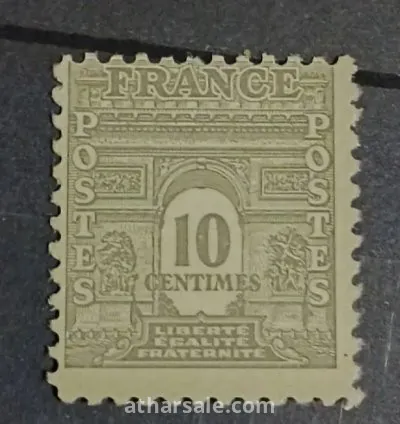 FRANCE
POSTES
POSTES
10
CENTIMES
LIBERTÉ
ÉGALITÉ
FRATERNITÉ
atharsale.com